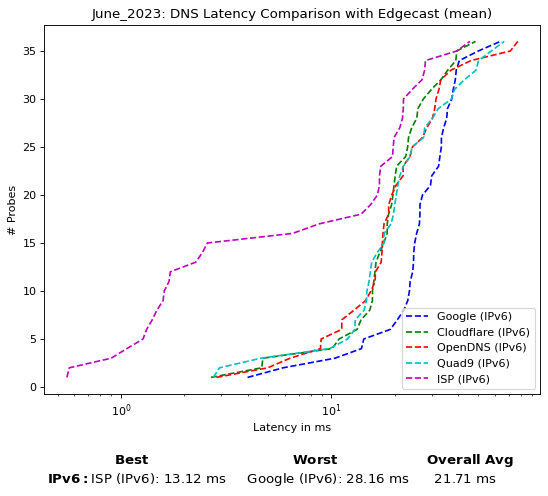 June_2023: DNS Latency Comparison with Edgecast (mean)
# Probes
35
30
25
20
15
10
5
0
Google (IPv6)
Cloudflare (IPv6)
OpenDNS (IPv6)
Quad9 (IPv6)
ISP (IPv6)
10⁰ 10¹
Latency in ms
Best Worst Overall Avg
IPv6: ISP (IPv6): 13.12 ms Google (IPv6): 28.16 ms 21.71 ms